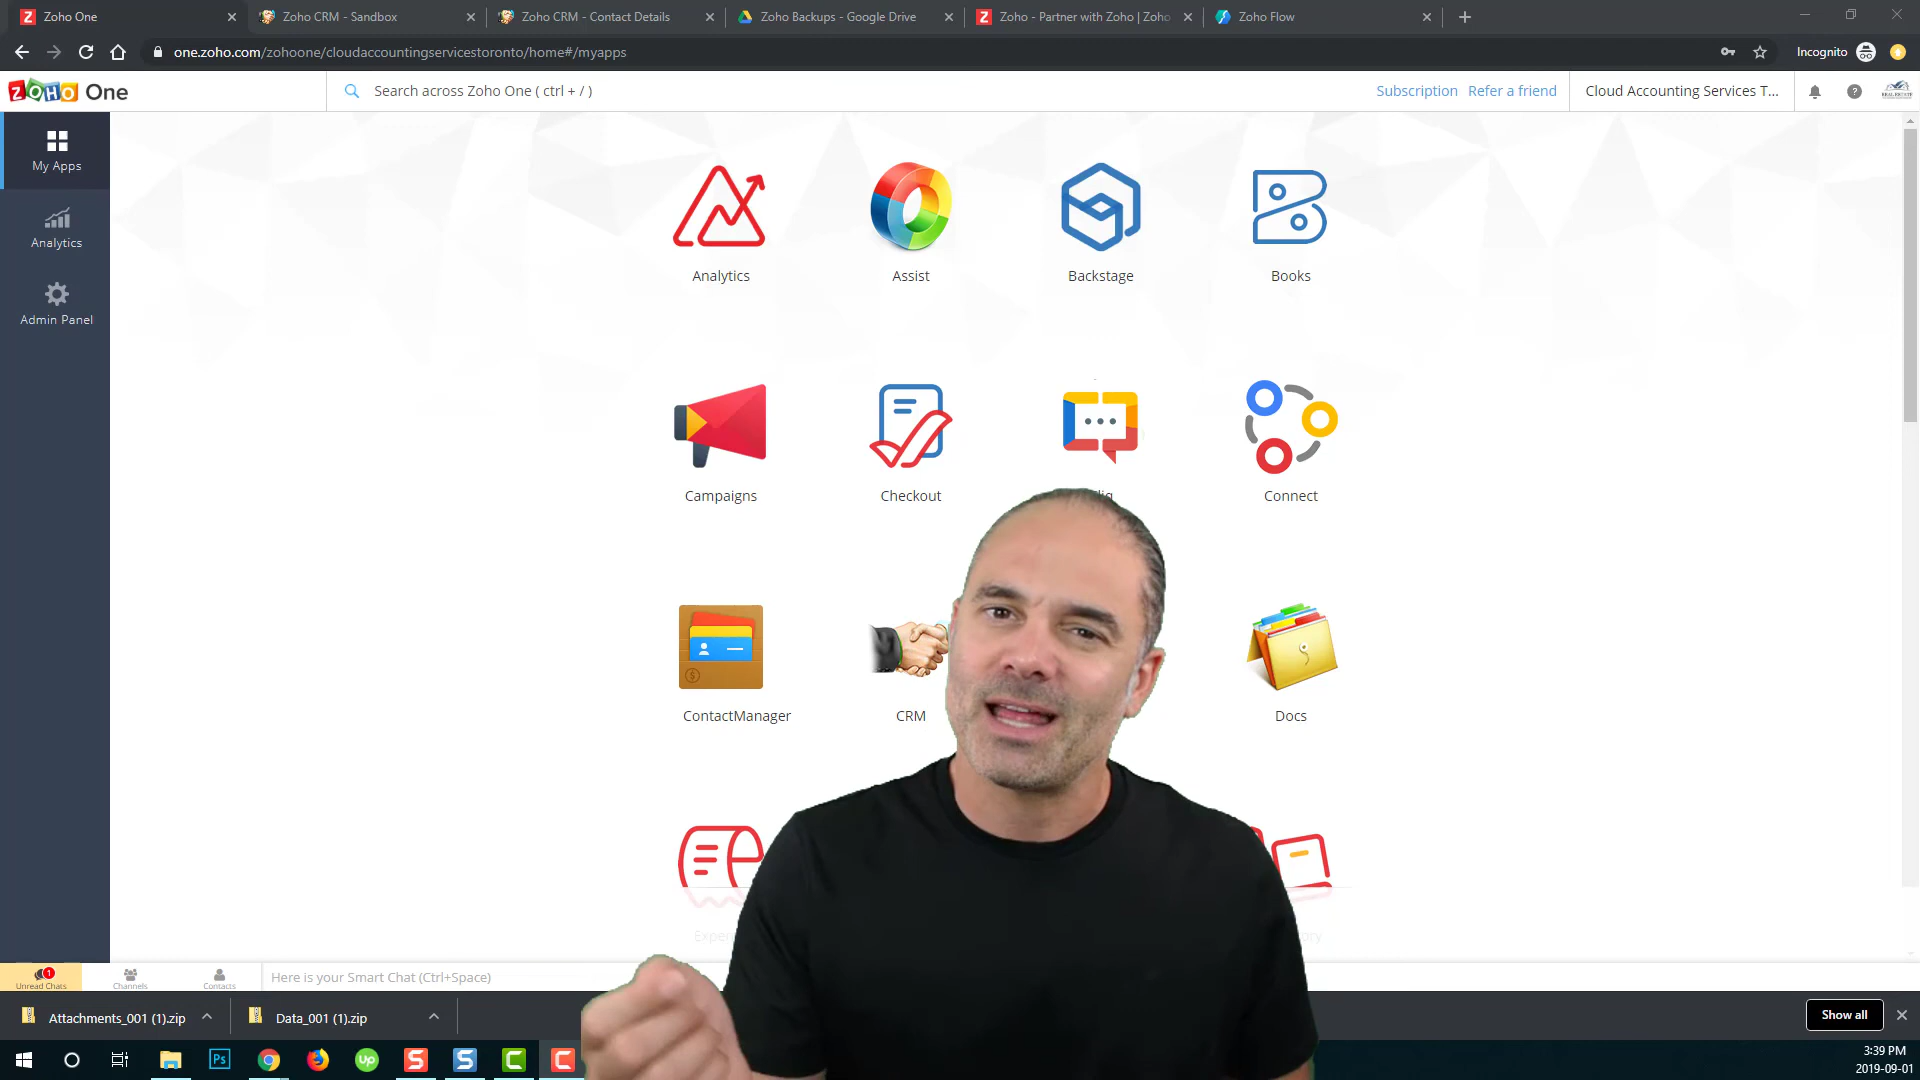 Zoho One
Zoho CRM - Sandbox
Zoho CRM - Contact Details
Zoho Backups - Google Drive
Zoho - Partner with Zoho | Zoho
Zoho Flow
one.zoho.com/zohoone/cloudaccountingservicestoronto/home#/myapps
Incognito
ZOHO One
Search across Zoho One ( ctrl + / )
Subscription
Refer a friend
Cloud Accounting Services T...
My Apps
Analytics
Admin Panel
Analytics
Assist
Backstage
Books
Campaigns
Checkout
Connect
ContactManager
CRM
Docs
Unread Chats
1
Channels
Contacts
Here is your Smart Chat (Ctrl+Space)
Attachments_001 (1).zip
Data_001 (1).zip
Show all
Ps
Up
3:39 PM
2019-09-01